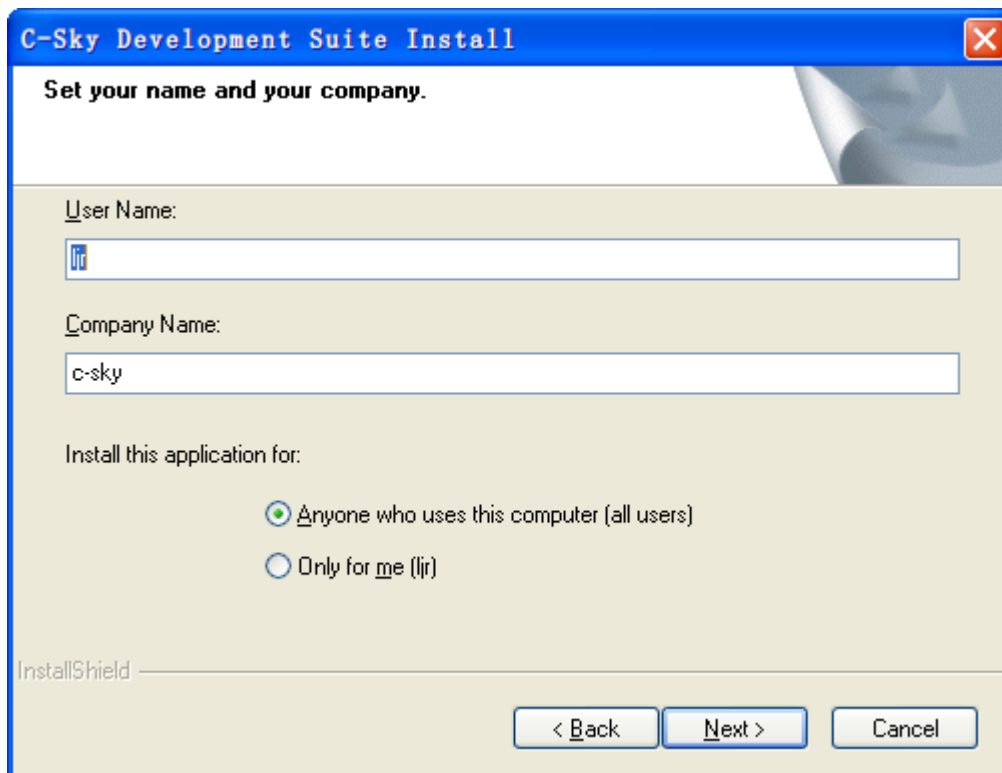 C-Sky Development Suite Install
Set your name and your company.
User Name:
ljr
Company Name:
c-sky
Install this application for:
Anyone who uses this computer (all users)
Only for me (ljr)
InstallShield
< Back
Next >
Cancel